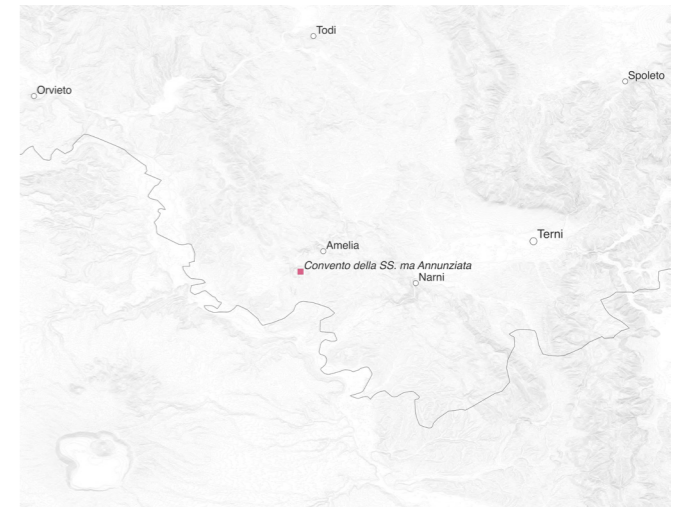 Todi
Spoleto
Orvieto
Terni
Amelia
Convento della SS. ma Annunziata
Narni